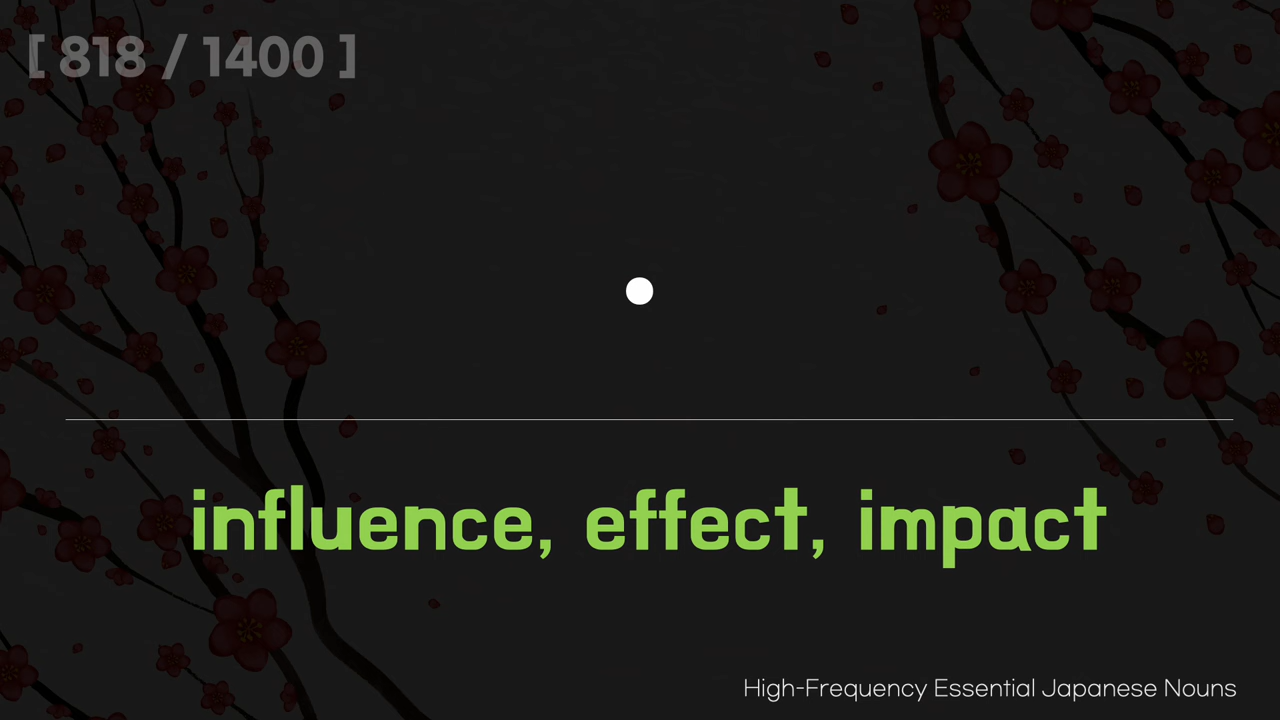 [ 818 / 1400 ]
influence, effect, impact
High-Frequency Essential Japanese Nouns